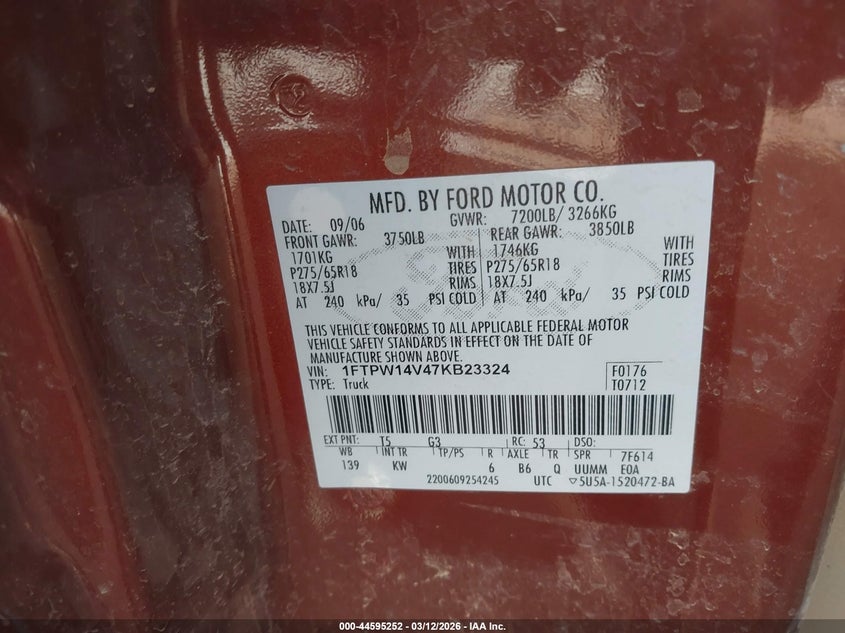 MFD. BY FORD MOTOR CO.
DATE: 09/06 GVWR: 7200LB/ 3266KG
FRONT GAWR: 3750LB REAR GAWR: 3850LB
1701KG WITH 1746KG WITH
P275/65R18 TIRES P275/65R18 TIRES
18X7.5J RIMS 18X7.5J RIMS
AT 240 kPa/ 35 PSI COLD AT 240 kPa/ 35 PSI COLD
THIS VEHICLE CONFORMS TO ALL APPLICABLE FEDERAL MOTOR
VEHICLE SAFETY STANDARDS IN EFFECT ON THE DATE OF
MANUFACTURE SHOWN ABOVE.
VIN: 1FTPW14V47KB23324 F0176
TYPE: Truck T0712
EXT PNT: T5 G3 RC: 53 DSO:
WB INT TR TP/PS R AXLE TR SPR 7F614
139 KW 6 B6 Q UUMM E0A
2200609254245 UTC ▽5U5A-1520472-BA
000-44595252 - 03/12/2026 - IAA Inc.